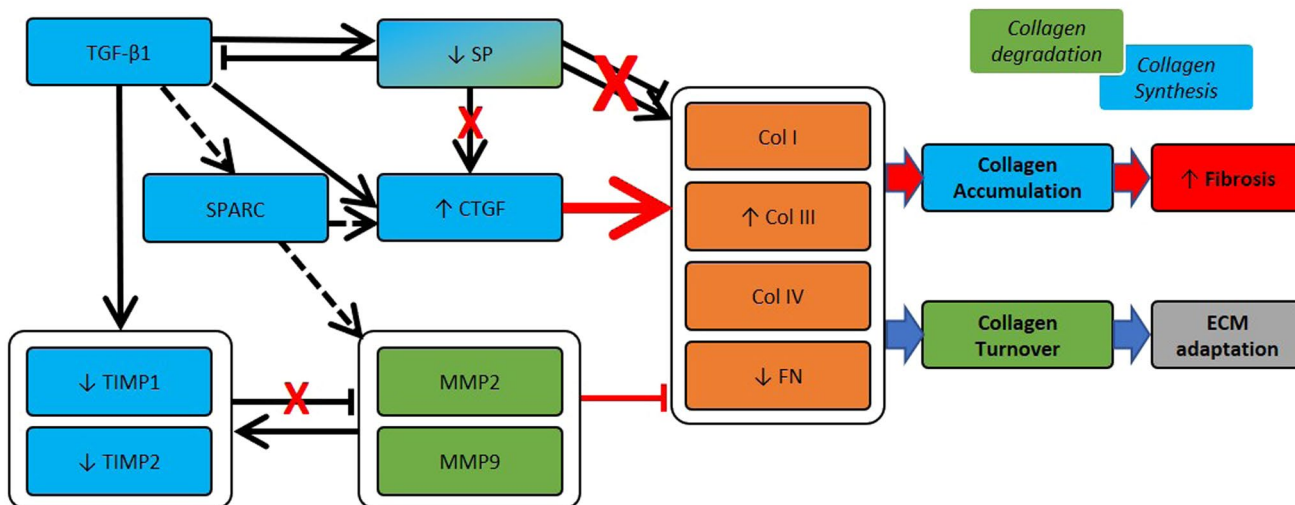 TGF-β1
↓ SP
Collagen
degradation
Collagen
Synthesis
X
X
Col I
Collagen
Accumulation
↑ Fibrosis
SPARC
↑ CTGF
↑ Col III
Col IV
Collagen
Turnover
ECM
adaptation
↓ TIMP1
X
MMP2
↓ FN
↓ TIMP2
MMP9